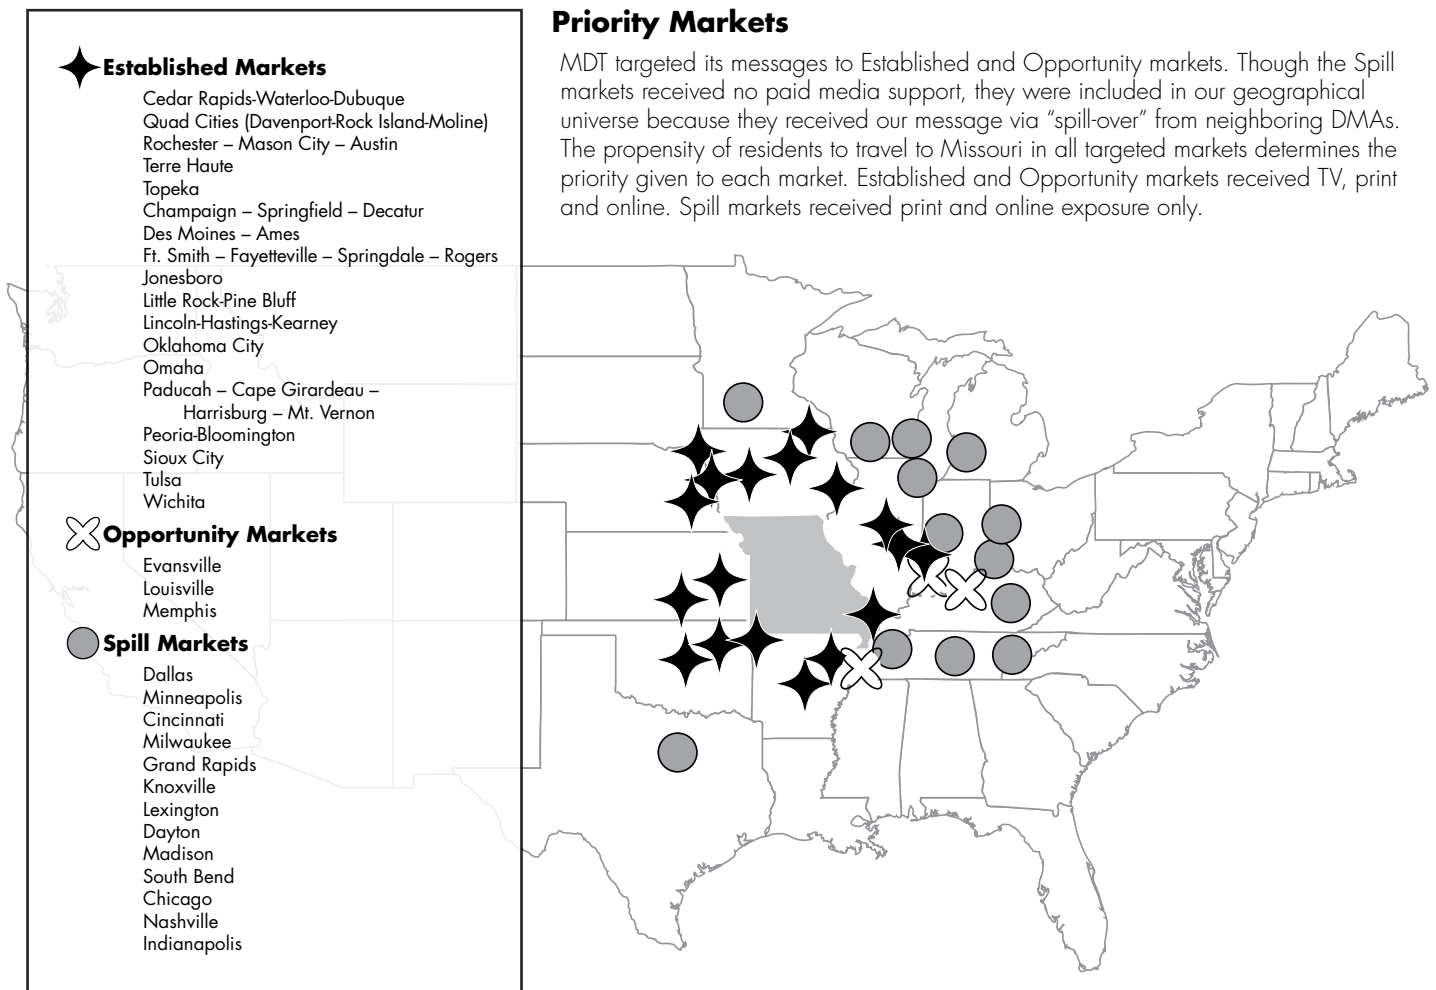 Established Markets
Cedar Rapids-Waterloo-Dubuque
Quad Cities (Davenport-Rock Island-Moline)
Rochester – Mason City – Austin
Terre Haute
Topeka
Champaign – Springfield – Decatur
Des Moines – Ames
Ft. Smith – Fayetteville – Springdale – Rogers
Jonesboro
Little Rock-Pine Bluff
Lincoln-Hastings-Kearney
Oklahoma City
Omaha
Paducah – Cape Girardeau –
Harrisburg – Mt. Vernon
Peoria-Bloomington
Sioux City
Tulsa
Wichita
Opportunity Markets
Evansville
Louisville
Memphis
Spill Markets
Dallas
Minneapolis
Cincinnati
Milwaukee
Grand Rapids
Knoxville
Lexington
Dayton
Madison
South Bend
Chicago
Nashville
Indianapolis
Priority Markets
MDT targeted its messages to Established and Opportunity markets. Though the Spill
markets received no paid media support, they were included in our geographical
universe because they received our message via “spill-over” from neighboring DMAs.
The propensity of residents to travel to Missouri in all targeted markets determines the
priority given to each market. Established and Opportunity markets received TV, print
and online. Spill markets received print and online exposure only.